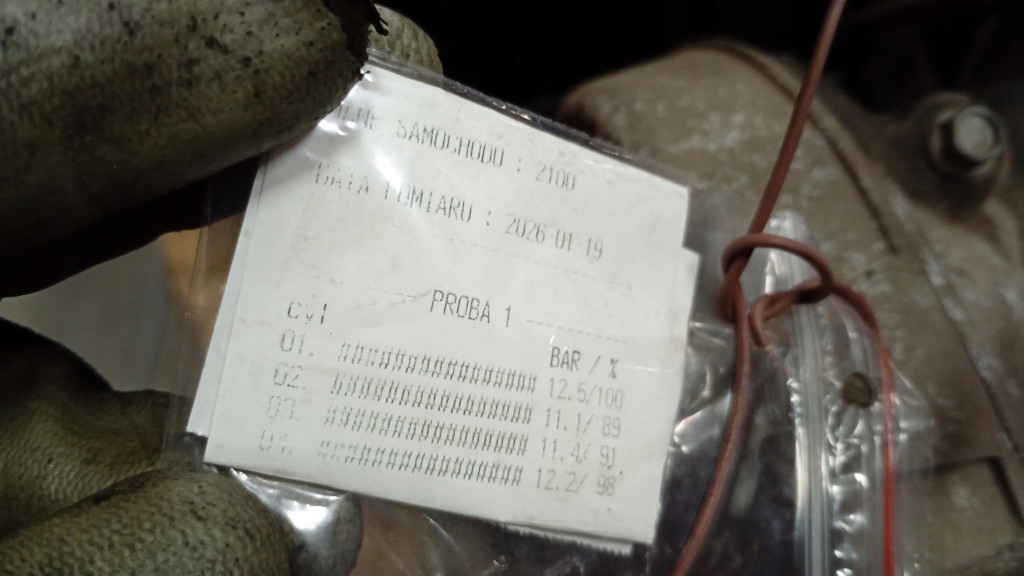 DANE SAMOCHODU : 2100
DATA POMIARU : 2026-01-19
PROBA 1
Cyl. BAR / %
01. ################ 12.5/100
02. ################ 11.1/ 89
03. ################ 11.4/ 91
04. ################ 12.2/ 98